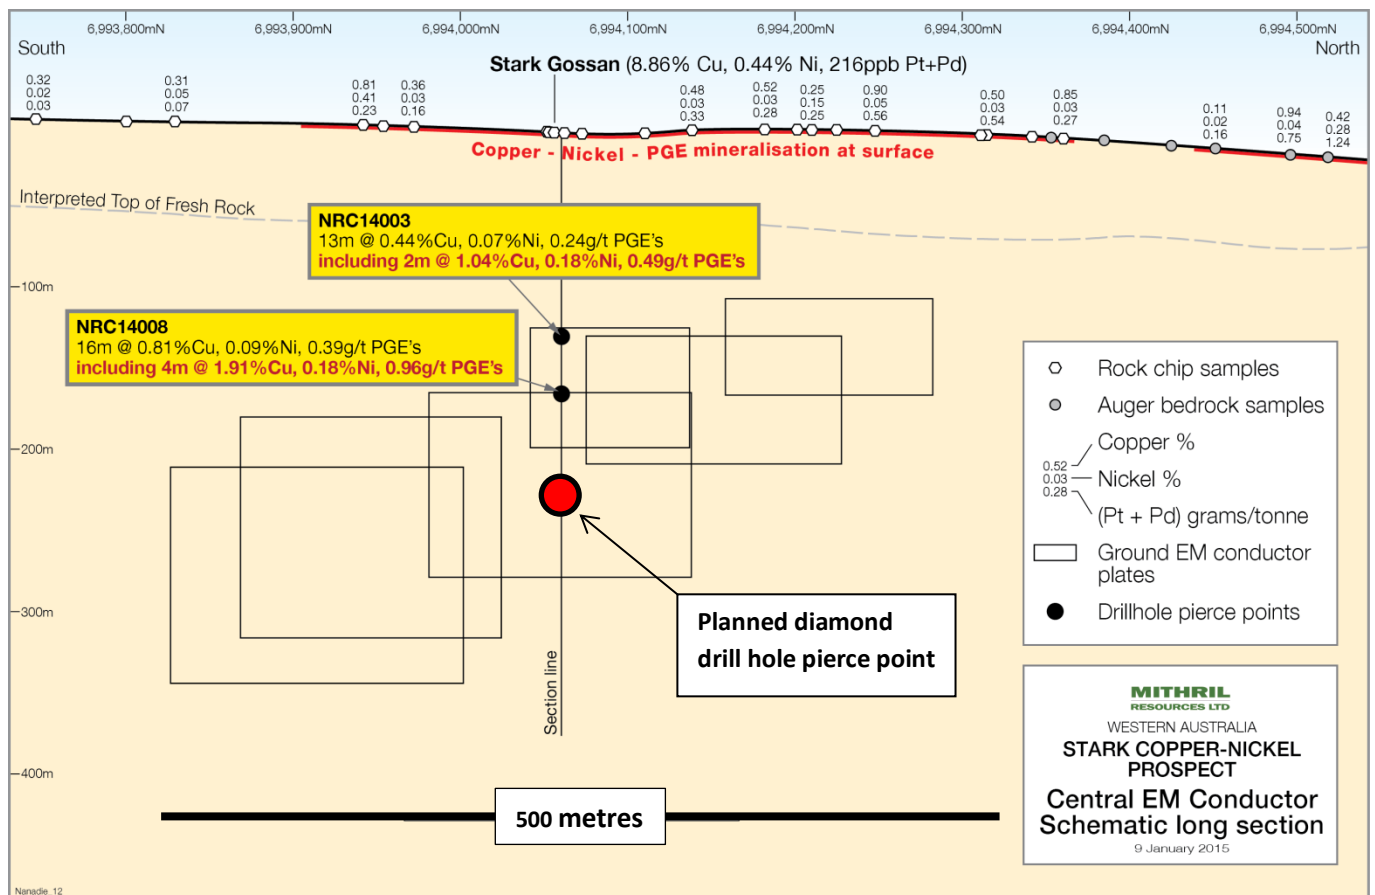 6,993,800mN 6,993,900mN 6,994,000mN 6,994,100mN 6,994,200mN 6,994,300mN 6,994,400mN 6,994,500mN
South
North
Stark Gossan (8.86% Cu, 0.44% Ni, 216ppb Pt+Pd)
0.32
0.02
0.03
0.31
0.05
0.07
0.81
0.41
0.23
0.36
0.03
0.16
0.48
0.03
0.33
0.52
0.03
0.28
0.25
0.15
0.21
0.25
0.05
0.25
0.90
0.05
0.56
0.50
0.03
0.54
0.85
0.03
0.27
0.11
0.02
0.16
0.94
0.04
0.75
0.42
0.28
1.24
Copper - Nickel - PGE mineralisation at surface
Interpreted Top of Fresh Rock
NRC14003
13m @ 0.44%Cu, 0.07%Ni, 0.24g/t PGE's
including 2m @ 1.04%Cu, 0.18%Ni, 0.49g/t PGE's
100m
NRC14008
16m @ 0.81%Cu, 0.09%Ni, 0.39g/t PGE's
including 4m @ 1.91%Cu, 0.18%Ni, 0.96g/t PGE's
200m
300m
400m
Section line
Planned diamond
drill hole pierce point
500 metres
Rock chip samples
Auger bedrock samples
Copper %
0.52
0.03
0.28
Nickel %
(Pt + Pd) grams/tonne
Ground EM conductor
plates
Drillhole pierce points
MITHRIL
RESOURCES LTD
WESTERN AUSTRALIA
STARK COPPER-NICKEL
PROSPECT
Central EM Conductor
Schematic long section
9 January 2015
Nanadie_12